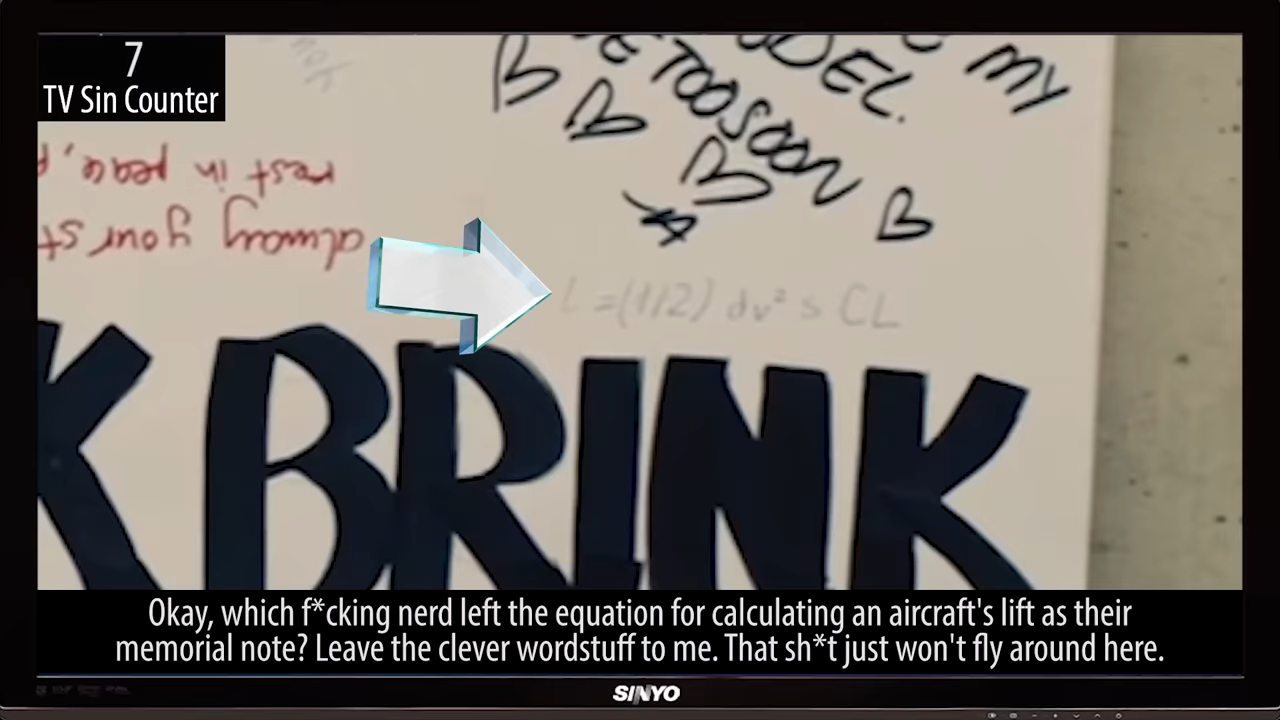 7
TV Sin Counter
MY
DEL.
E TOO SOON
rest in peace,
always your st
L =(1/2) dv² s CL
K BRINK
Okay, which f*cking nerd left the equation for calculating an aircraft's lift as their
memorial note? Leave the clever wordstuff to me. That sh*t just won't fly around here.
SINYO